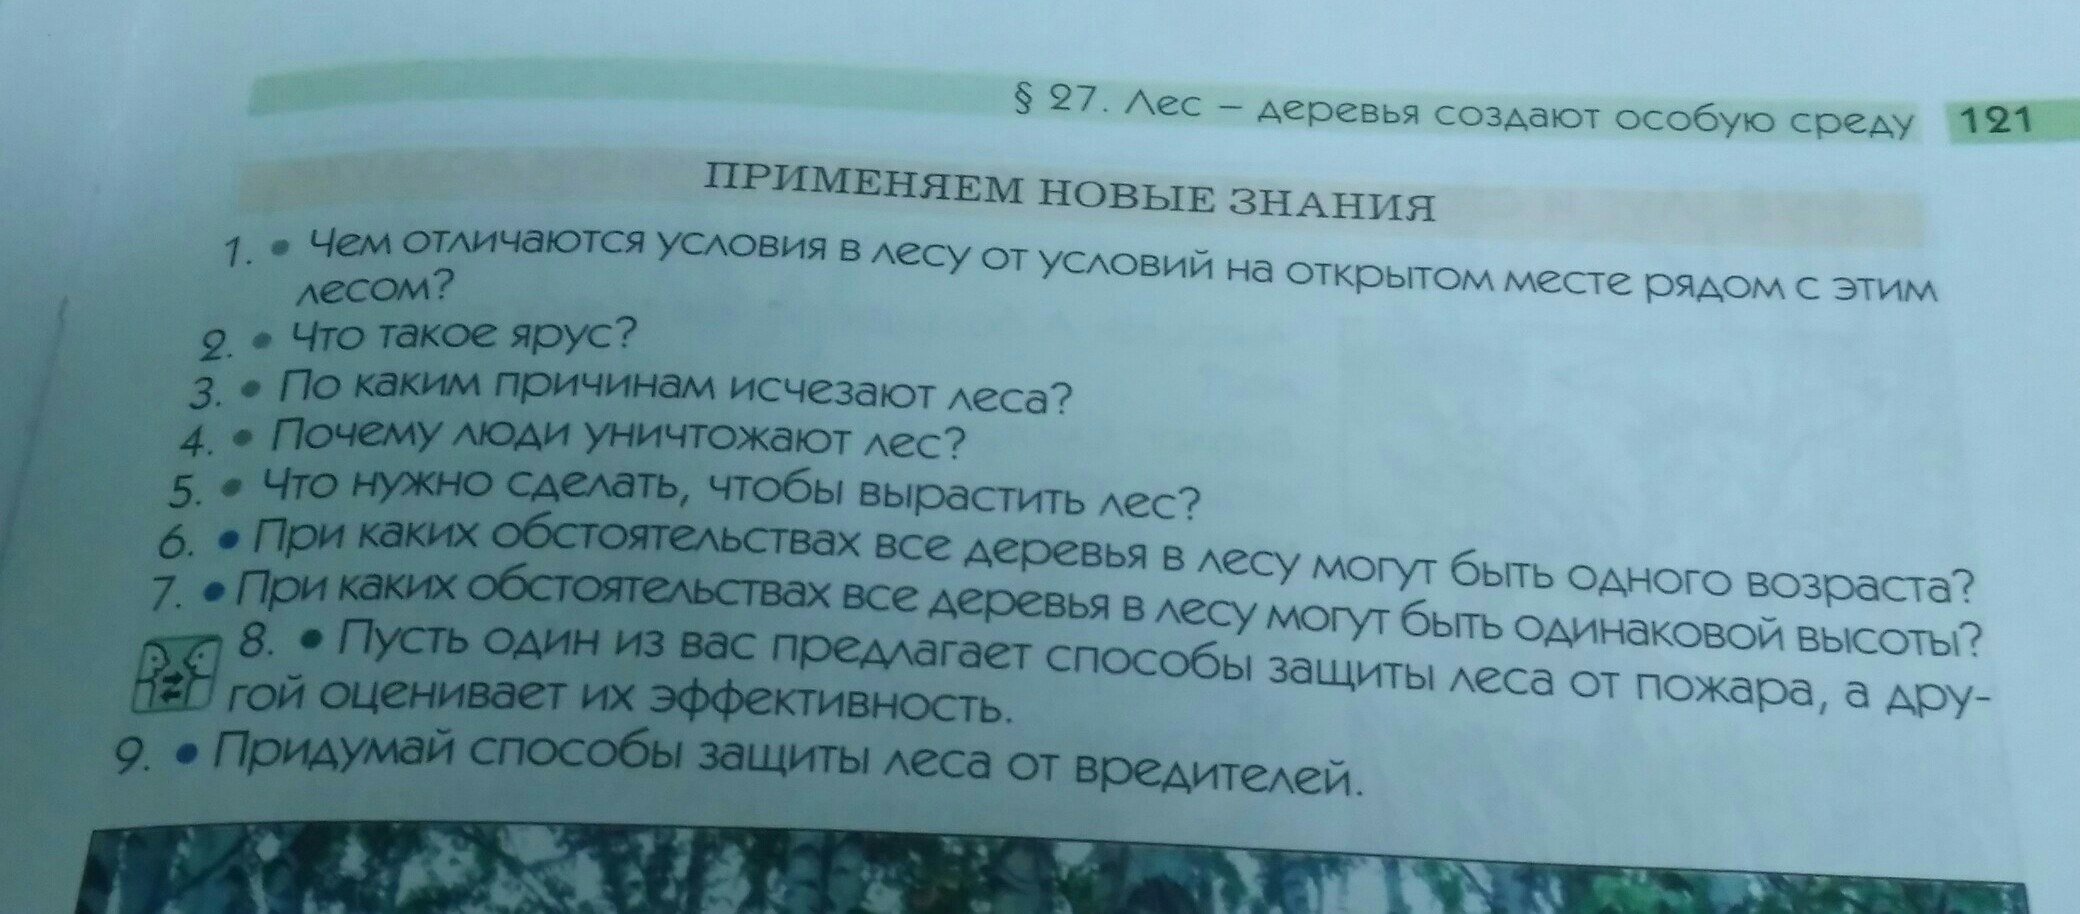 § 27. Лес – деревья создают особую среду 121
ПРИМЕНЯЕМ НОВЫЕ ЗНАНИЯ
1. • Чем отличаются условия в лесу от условий на открытом месте рядом с этим
лесом?
2. • Что такое ярус?
3. • По каким причинам исчезают леса?
4. • Почему люди уничтожают лес?
5. • Что нужно сделать, чтобы вырастить лес?
6. • При каких обстоятельствах все деревья в лесу могут быть одного возраста?
7. • При каких обстоятельствах все деревья в лесу могут быть одинаковой высоты?
8. • Пусть один из вас предлагает способы защиты леса от пожара, а дру-
гой оценивает их эффективность.
9. • Придумай способы защиты леса от вредителей.